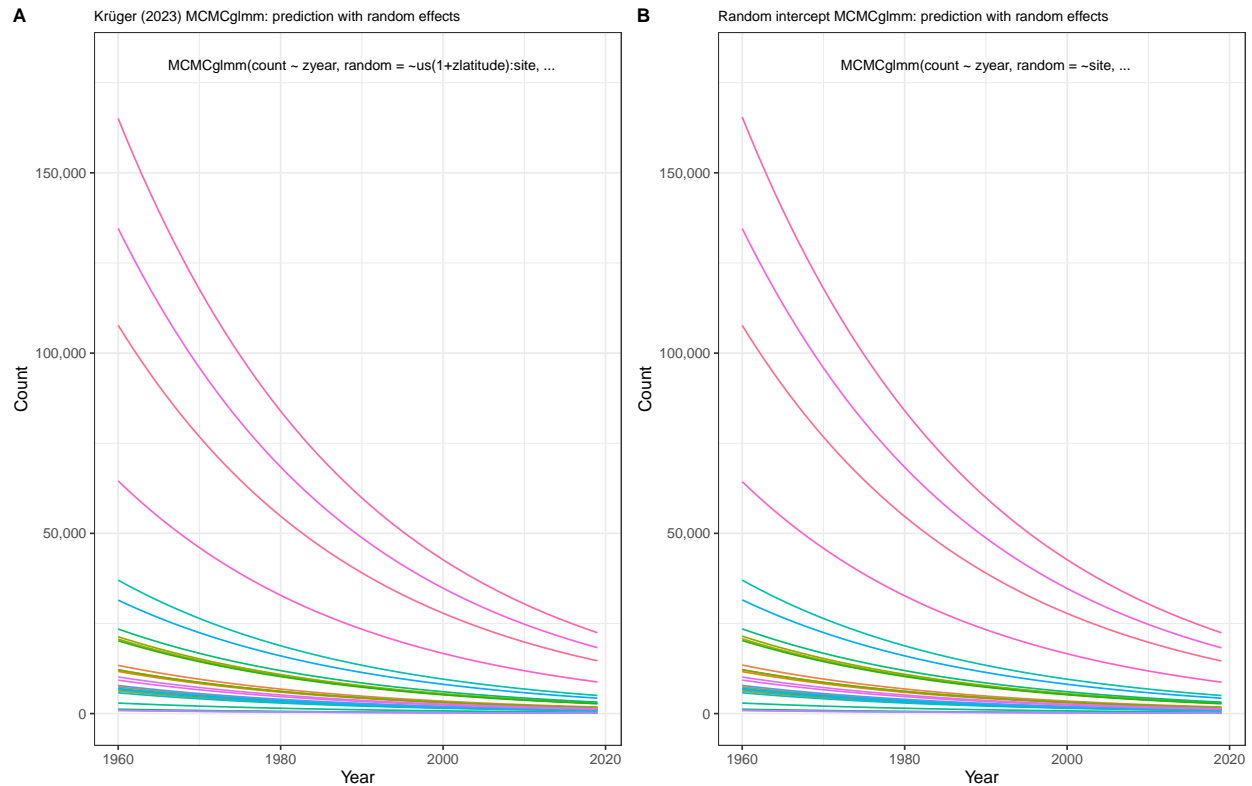 A
Krüger (2023) MCMCglmm: prediction with random effects
MCMCglmm(count ~ zyear, random = ~us(1+zlatitude):site, ...
150,000
100,000
50,000
0
Count
1960
1980
2000
2020
Year
B
Random intercept MCMCglmm: prediction with random effects
MCMCglmm(count ~ zyear, random = ~site, ...
150,000
100,000
50,000
0
Count
1960
1980
2000
2020
Year